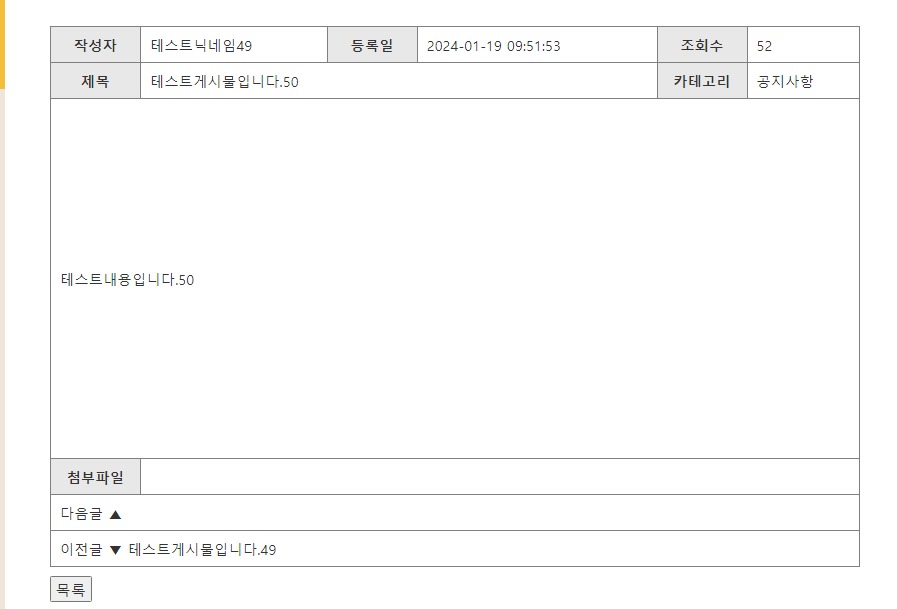 작성자 테스트닉네임49 등록일 2024-01-19 09:51:53 조회수 52
제목 테스트게시물입니다.50 카테고리 공지사항
테스트내용입니다.50
첨부파일
다음글 ▲
이전글 ▼ 테스트게시물입니다.49
목록